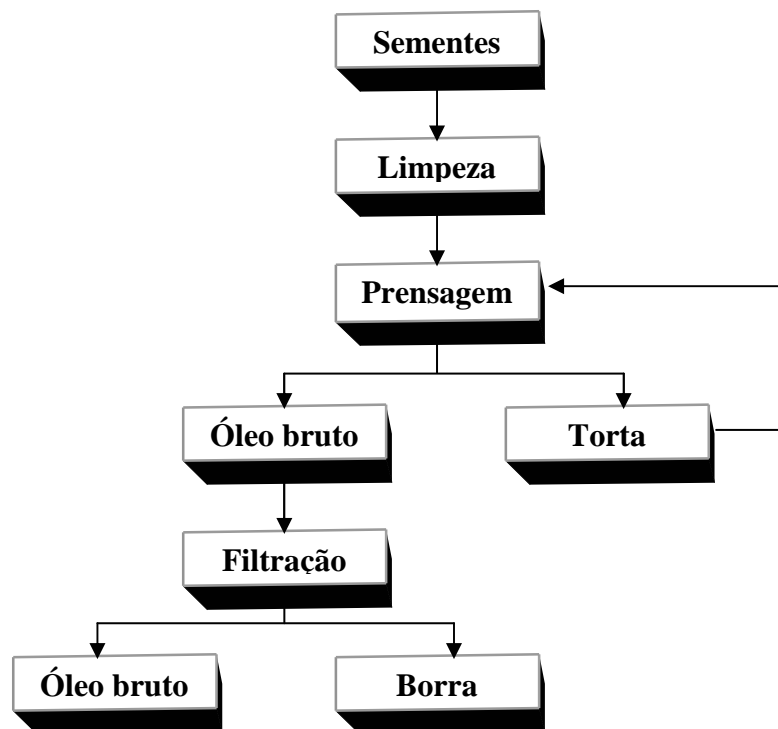 Sementes
Limpeza
Prensagem
Óleo bruto
Torta
Filtração
Óleo bruto
Borra